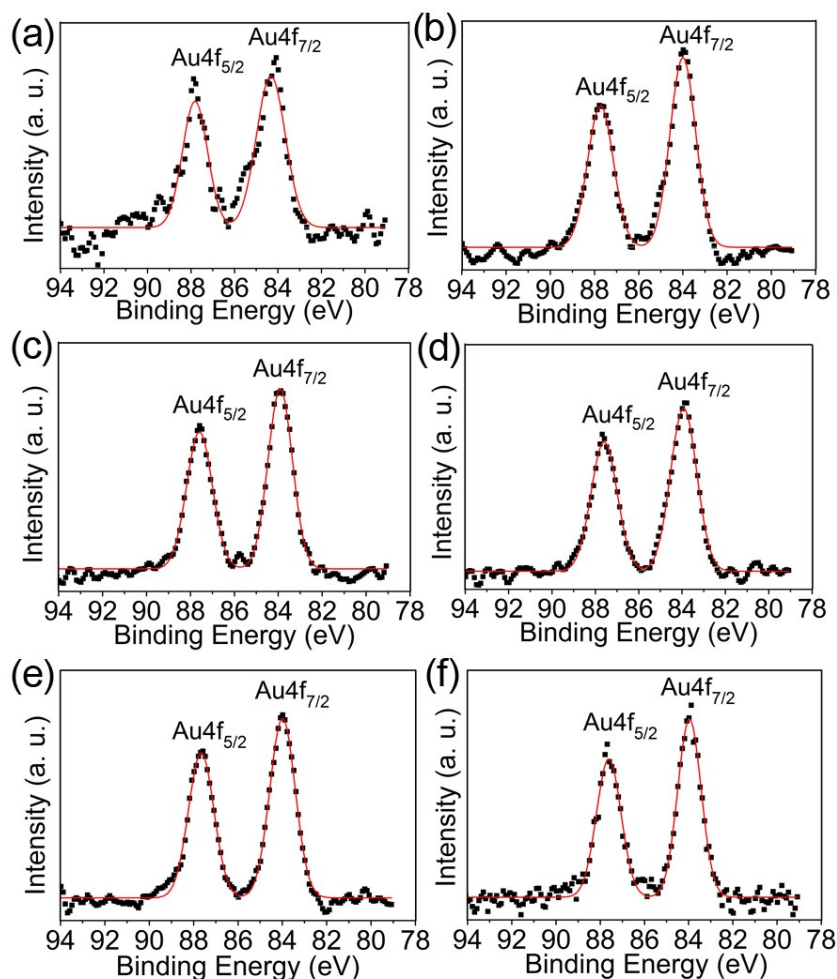 (a)
Au4f5/2
Au4f7/2
Intensity (a. u.)
94 92 90 88 86 84 82 80 78
Binding Energy (eV)
(b)
Au4f5/2
Au4f7/2
Intensity (a. u.)
94 92 90 88 86 84 82 80 78
Binding Energy (eV)
(c)
Au4f5/2
Au4f7/2
Intensity (a. u.)
94 92 90 88 86 84 82 80 78
Binding Energy (eV)
(d)
Au4f5/2
Au4f7/2
Intensity (a. u.)
94 92 90 88 86 84 82 80 78
Binding Energy (eV)
(e)
Au4f5/2
Au4f7/2
Intensity (a. u.)
94 92 90 88 86 84 82 80 78
Binding Energy (eV)
(f)
Au4f5/2
Au4f7/2
Intensity (a. u.)
94 92 90 88 86 84 82 80 78
Binding Energy (eV)